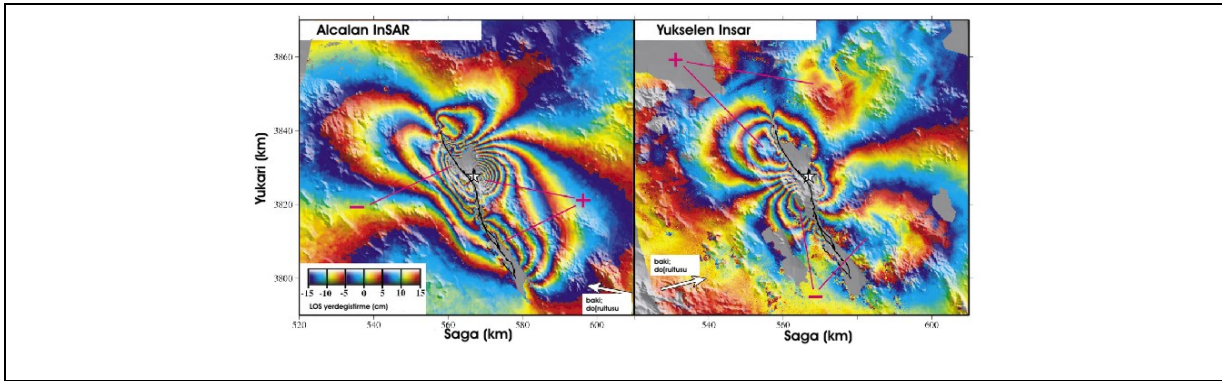 Alcalan InSAR
Yukselen Insar
3860
3840
3820
3800
Yukari (km)
+
−
+
−
-15 -10 -5 0 5 10 15
LOS yerdegistirme (cm)
baki;
do[rultusu
baki;
do[rultusu
520
540
560
580
600
540
560
600
Saga (km)
Saga (km)